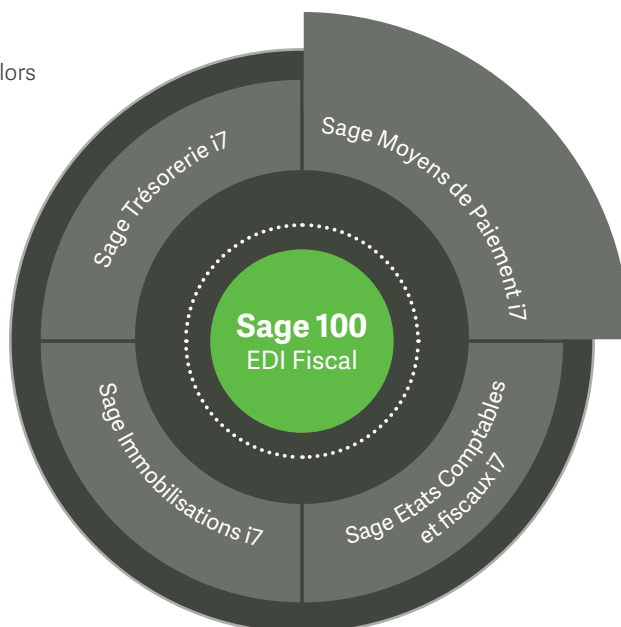 lors
Sage Trésorerie i7
Sage Moyens de Paiement i7
Sage 100
EDI Fiscal
Sage Immobilisations i7
Sage Etats Comptables
et fiscaux i7